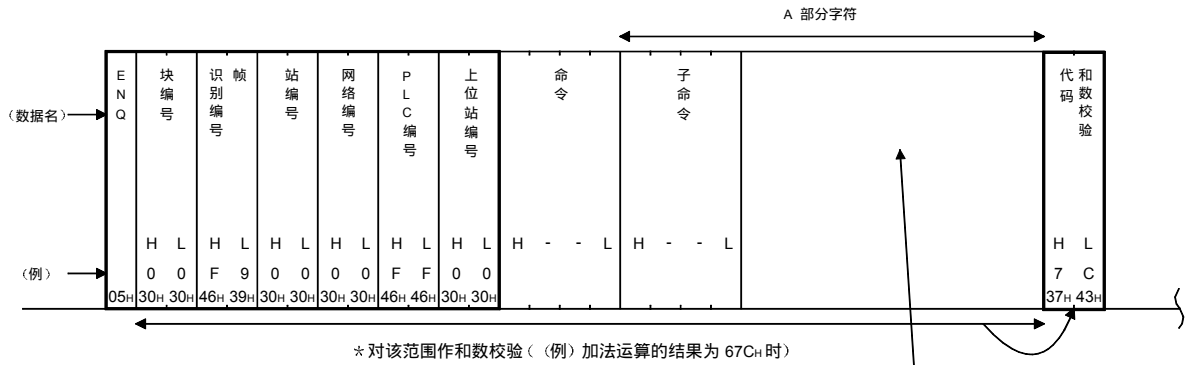 A 部分字符
(数据名)
ENQ
块编号
帧识别编号
站编号
网络编号
PLC编号
上位站编号
命令
子命令
和数校验代码
H L H L H L H L H L H L H - - L H - - L H L
(例)
0 0 F 9 0 0 0 0 F F 0 0 7 C
05H 30H 30H 46H 39H 30H 30H 30H 30H 46H 46H 30H 30H 37H 43H
*对该范围作和数校验((例)加法运算的结果为 67CH 时)